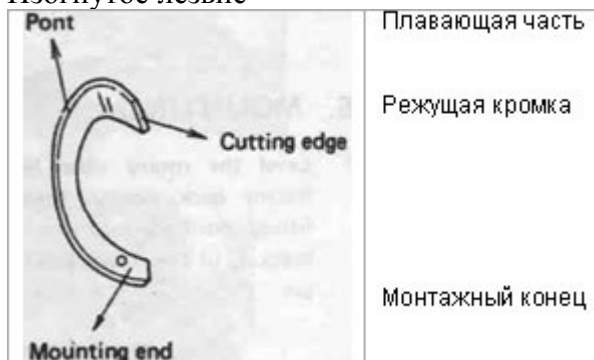 Изогнутое лезвие
Pont
Плавающая часть
Режущая кромка
Cutting edge
Монтажный конец
Mounting end